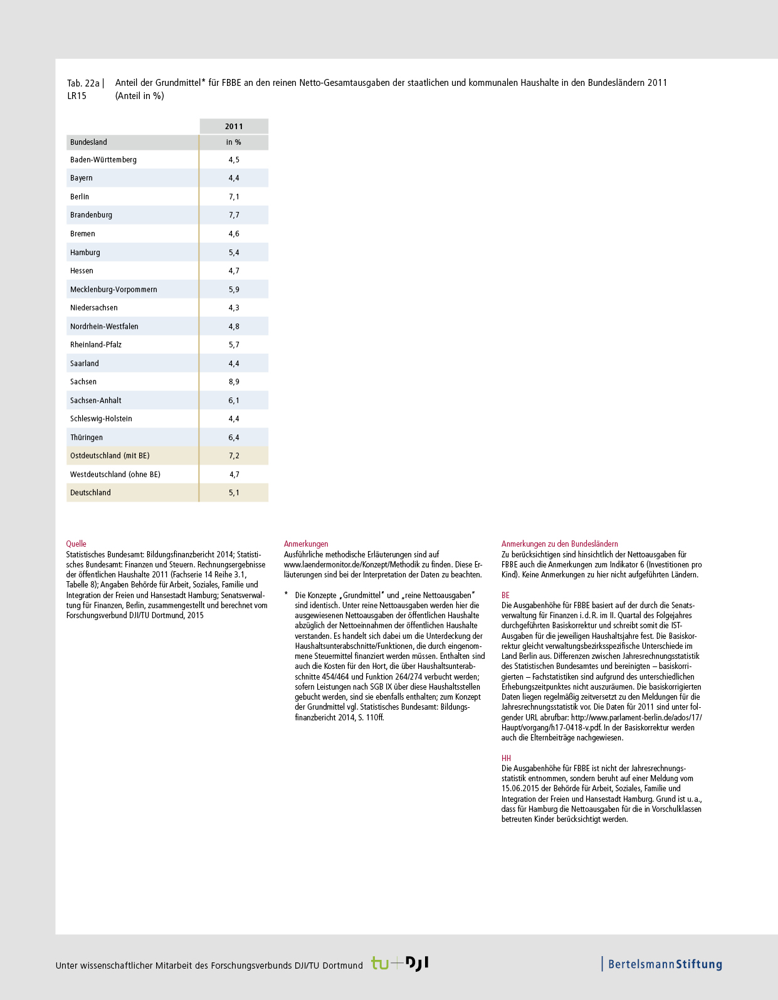 Tab. 22a | Anteil der Grundmittel* für FBBE an den reinen Netto-Gesamtausgaben der staatlichen und kommunalen Haushalte in den Bundesländern 2011
LR15 (Anteil in %)
2011
Bundesland in %
Baden-Württemberg 4,5
Bayern 4,4
Berlin 7,1
Brandenburg 7,7
Bremen 4,6
Hamburg 5,4
Hessen 4,7
Mecklenburg-Vorpommern 5,9
Niedersachsen 4,3
Nordrhein-Westfalen 4,8
Rheinland-Pfalz 5,7
Saarland 4,4
Sachsen 8,9
Sachsen-Anhalt 6,1
Schleswig-Holstein 4,4
Thüringen 6,4
Ostdeutschland (mit BE) 7,2
Westdeutschland (ohne BE) 4,7
Deutschland 5,1
Quelle
Statistisches Bundesamt: Bildungsfinanzbericht 2014; Statisti-
sches Bundesamt: Finanzen und Steuern. Rechnungsergebnisse
der öffentlichen Haushalte 2011 (Fachserie 14 Reihe 3.1,
Tabelle 8); Angaben Behörde für Arbeit, Soziales, Familie und
Integration der Freien und Hansestadt Hamburg; Senatsverwal-
tung für Finanzen, Berlin, zusammengestellt und berechnet vom
Forschungsverbund DJI/TU Dortmund, 2015
Anmerkungen
Ausführliche methodische Erläuterungen sind auf
www.laendermonitor.de/Konzept/Methodik zu finden. Diese Er-
läuterungen sind bei der Interpretation der Daten zu beachten.
* Die Konzepte „Grundmittel“ und „reine Nettoausgaben“
sind identisch. Unter reine Nettoausgaben werden hier die
ausgewiesenen Nettoausgaben der öffentlichen Haushalte
abzüglich der Nettoeinnahmen der öffentlichen Haushalte
verstanden. Es handelt sich dabei um die Unterdeckung der
Haushaltsunterabschnitte/Funktionen, die durch eingenom-
mene Steuermittel finanziert werden müssen. Enthalten sind
auch die Kosten für den Hort, die über Haushaltsunterab-
schnitte 454/464 und Funktion 264/274 verbucht werden;
sofern Leistungen nach SGB IX über diese Haushaltsstellen
gebucht werden, sind sie ebenfalls enthalten; zum Konzept
der Grundmittel vgl. Statistisches Bundesamt: Bildungs-
finanzbericht 2014, S. 110ff.
Anmerkungen zu den Bundesländern
Zu berücksichtigen sind hinsichtlich der Nettoausgaben für
FBBE auch die Anmerkungen zum Indikator 6 (Investitionen pro
Kind). Keine Anmerkungen zu hier nicht aufgeführten Ländern.
BE
Die Ausgabenhöhe für FBBE basiert auf der durch die Senats-
verwaltung für Finanzen i. d. R. im II. Quartal des Folgejahres
durchgeführten Basiskorrektur und schreibt somit die IST-
Ausgaben für die jeweiligen Haushaltsjahre fest. Die Basiskor-
rektur gleicht verwaltungsbezirksspezifische Unterschiede im
Land Berlin aus. Differenzen zwischen Jahresrechnungsstatistik
des Statistischen Bundesamtes und bereinigten – basiskorri-
gierten – Fachstatistiken sind aufgrund des unterschiedlichen
Erhebungszeitpunktes nicht auszuräumen. Die basiskorrigierten
Daten liegen regelmäßig zeitversetzt zu den Meldungen für die
Jahresrechnungsstatistik vor. Die Daten für 2011 sind unter fol-
gender URL abrufbar: http://www.parlament-berlin.de/ados/17/
Haupt/vorgang/h17-0418-v.pdf. In der Basiskorrektur werden
auch die Elternbeiträge nachgewiesen.
HH
Die Ausgabenhöhe für FBBE ist nicht der Jahresrechnungs-
statistik entnommen, sondern beruht auf einer Meldung vom
15.06.2015 der Behörde für Arbeit, Soziales, Familie und
Integration der Freien und Hansestadt Hamburg. Grund ist u. a.,
dass für Hamburg die Nettoausgaben für die in Vorschulklassen
betreuten Kinder berücksichtigt werden.
Unter wissenschaftlicher Mitarbeit des Forschungsverbunds DJI/TU Dortmund tu+DJI
| BertelsmannStiftung